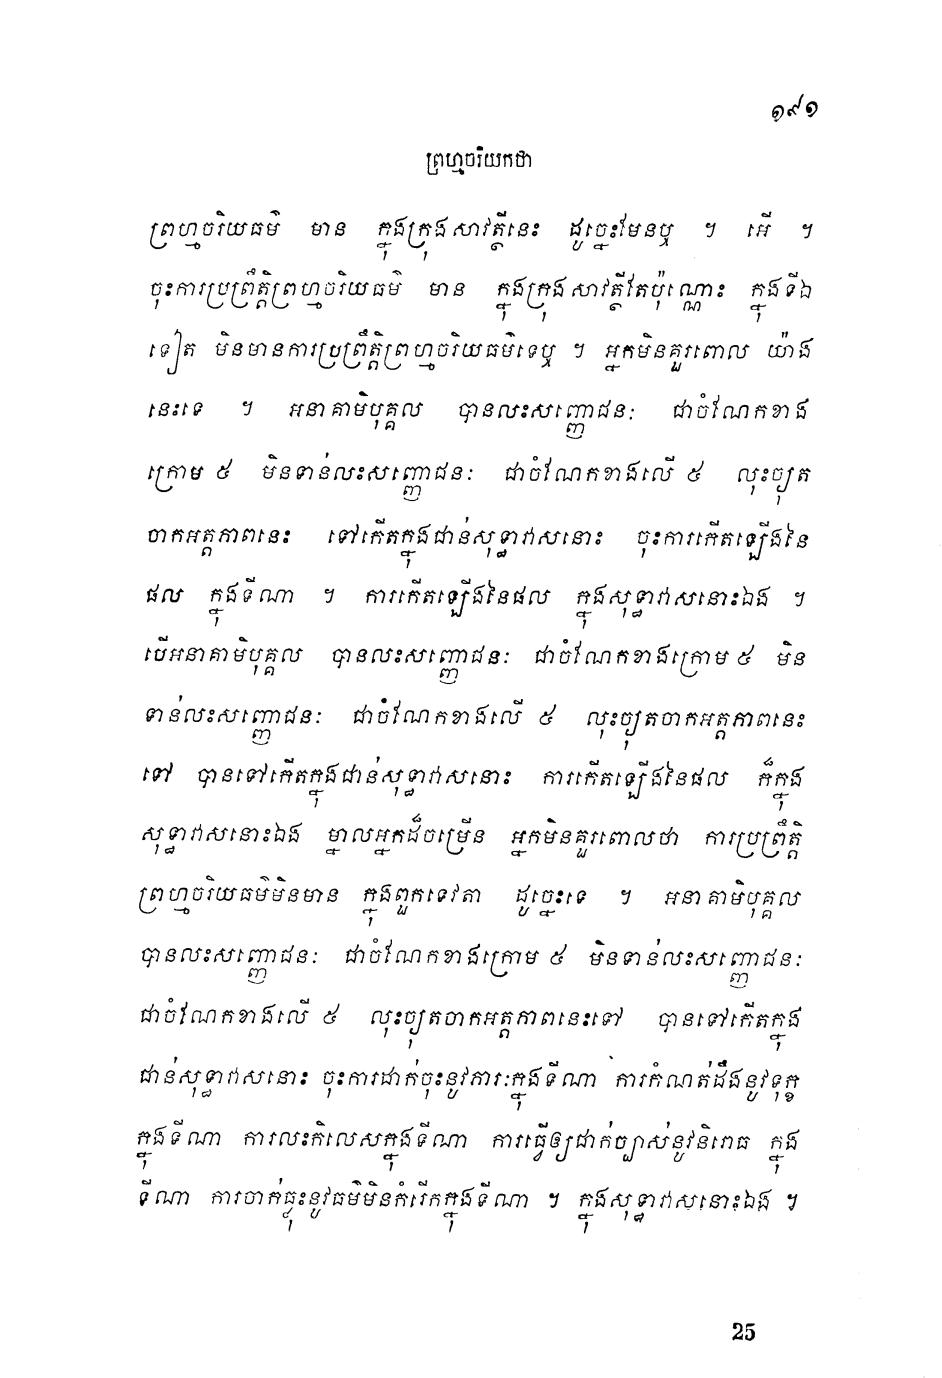 ១៩១
ព្រហ្មចរិយកថា
ព្រហ្មចរិយធម៌ មាន ក្នុងក្រុងសាវត្ថីនេះ ដូច្នេះមែនឬ ។ អើ ។
ចុះការប្រព្រឹត្តិព្រហ្មចរិយធម៌ មាន ក្នុងក្រុងសាវត្ថីតែប៉ុណ្ណោះ ក្នុងទីឯ
ទៀត មិនមានការប្រព្រឹត្តិព្រហ្មចរិយធម៌ទេឬ ។ អ្នកមិនគួរពោល យ៉ាង
នេះទេ ។ អនាគាមិបុគ្គល បានលះសញ្ញោជនៈ ជាចំណែកខាង
ក្រោម ៥ មិនទាន់លះសញ្ញោជនៈ ជាចំណែកខាងលើ ៥ លុះច្យុត
ចាកអត្តភាពនេះ ទៅកើតក្នុងជាន់សុទ្ធាវាសនោះ ចុះការកើតឡើងនៃ
ផល ក្នុងទីណា ។ ការកើតឡើងនៃផល ក្នុងសុទ្ធាវាសនោះឯង ។
បើអនាគាមិបុគ្គល បានលះសញ្ញោជនៈ ជាចំណែកខាងក្រោម ៥ មិន
ទាន់លះសញ្ញោជនៈ ជាចំណែកខាងលើ ៥ លុះច្យុតចាកអត្តភាពនេះ
ទៅ បានទៅកើតក្នុងជាន់សុទ្ធាវាសនោះ ការកើតឡើងនៃផល ក៏ក្នុង
សុទ្ធាវាសនោះឯង ម្នាលអ្នកដ៏ចម្រើន អ្នកមិនគួរពោលថា ការប្រព្រឹត្តិ
ព្រហ្មចរិយធម៌មិនមាន ក្នុងពួកទេវតា ដូច្នេះទេ ។ អនាគាមិបុគ្គល
បានលះសញ្ញោជនៈ ជាចំណែកខាងក្រោម ៥ មិនទាន់លះសញ្ញោជនៈ
ជាចំណែកខាងលើ ៥ លុះច្យុតចាកអត្តភាពនេះទៅ បានទៅកើតក្នុង
ជាន់សុទ្ធាវាសនោះ ចុះការដាក់ចុះនូវភារៈក្នុងទីណា ការកំណត់ដឹងនូវទុក្ខ
ក្នុងទីណា ការលះកិលេសក្នុងទីណា ការធ្វើឲ្យជាក់ច្បាស់នូវនិរោធ ក្នុង
ទីណា ការចាក់ធ្លុះនូវធម៌មិនកំរើកក្នុងទីណា ។ ក្នុងសុទ្ធាវាសនោះឯង ។
25